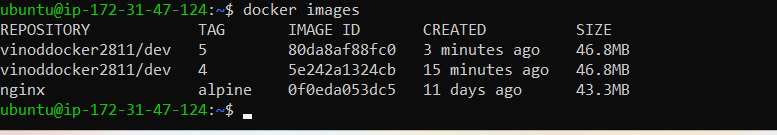 ubuntu@ip-172-31-47-124:~$ docker images
REPOSITORY TAG IMAGE ID CREATED SIZE
vinoddocker2811/dev 5 80da8af88fc0 3 minutes ago 46.8MB
vinoddocker2811/dev 4 5e242a1324cb 15 minutes ago 46.8MB
nginx alpine 0f0eda053dc5 11 days ago 43.3MB
ubuntu@ip-172-31-47-124:~$